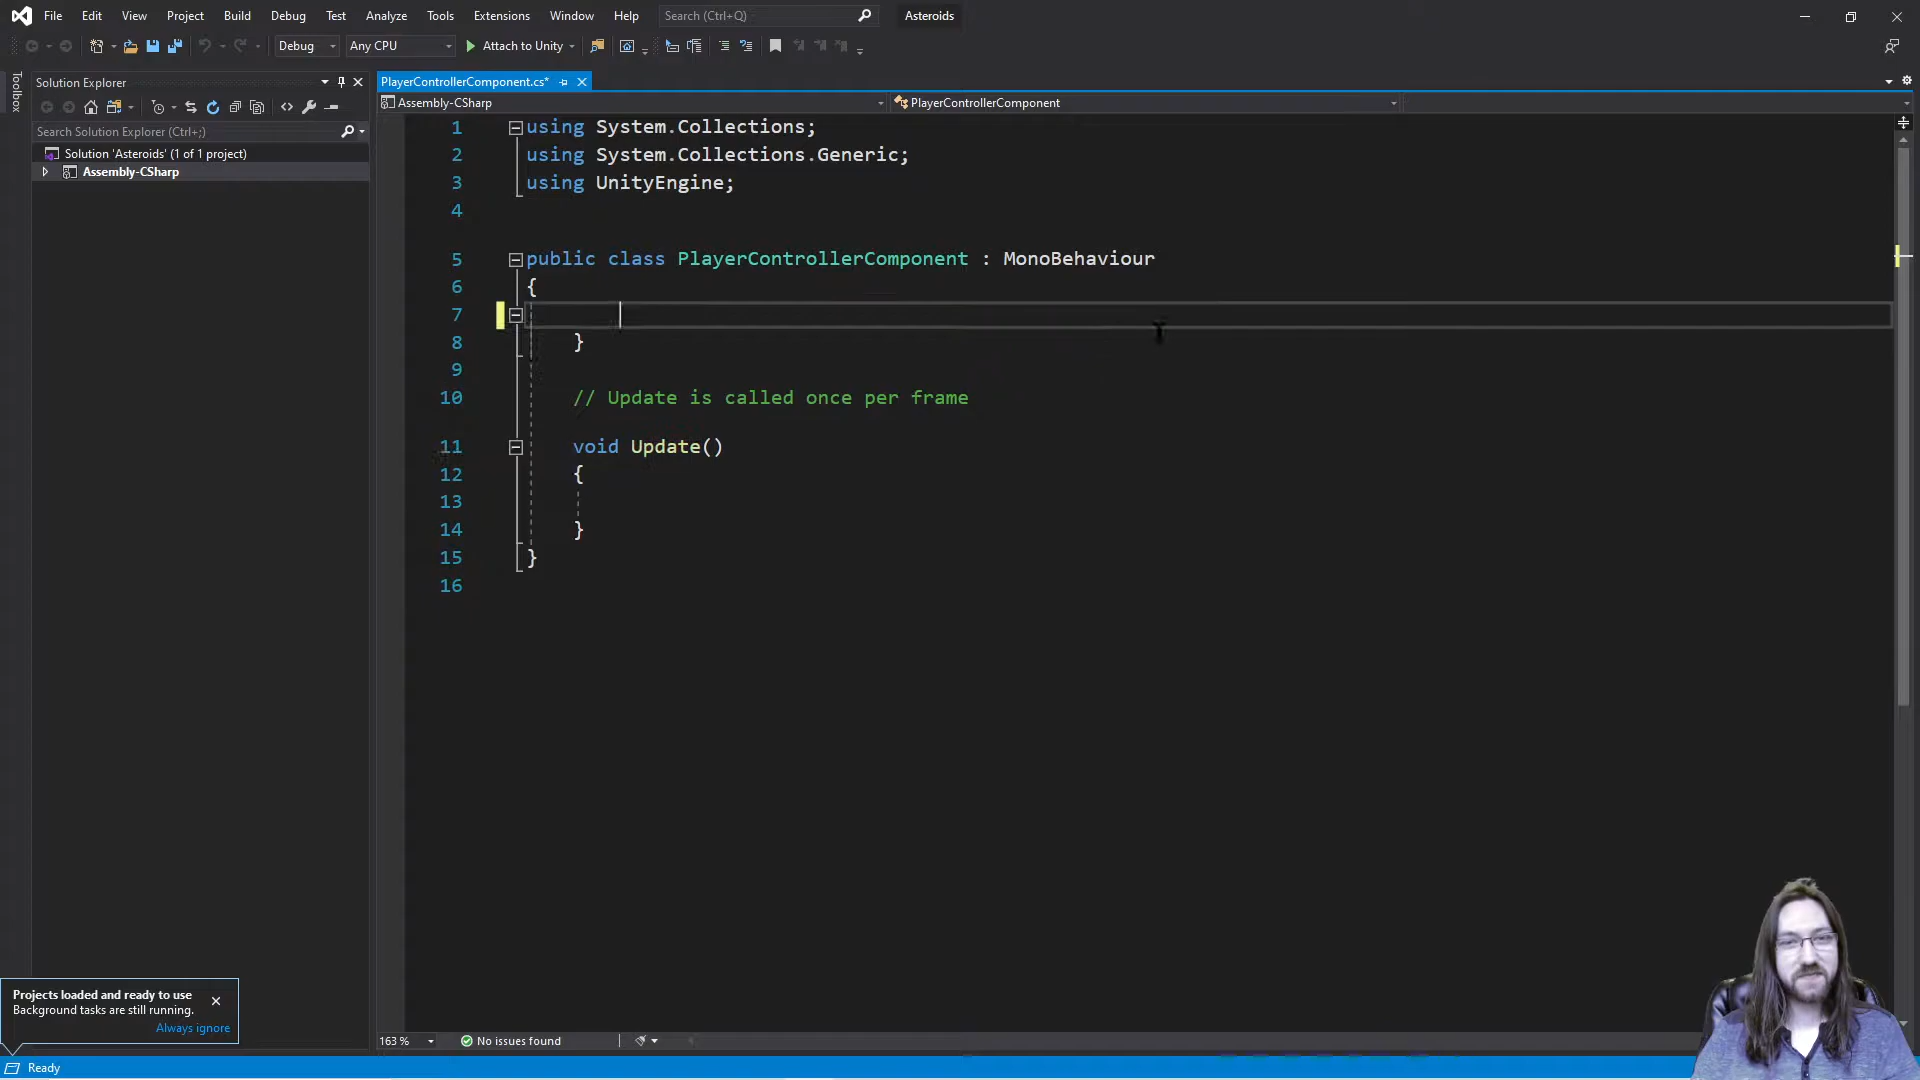 File Edit View Project Build Debug Test Analyze Tools Extensions Window Help Search (Ctrl+Q) Asteroids
Debug Any CPU Attach to Unity
Toolbox
Solution Explorer
Search Solution Explorer (Ctrl+;)
Solution 'Asteroids' (1 of 1 project)
Assembly-CSharp
PlayerControllerComponent.cs*
Assembly-CSharp PlayerControllerComponent
1 using System.Collections;
2 using System.Collections.Generic;
3 using UnityEngine;
4
5 public class PlayerControllerComponent : MonoBehaviour
6 {
7
8 }
9
10 // Update is called once per frame
11 void Update()
12 {
13
14 }
15 }
16
Projects loaded and ready to use
Background tasks are still running.
Always ignore
163 % No issues found
Ready